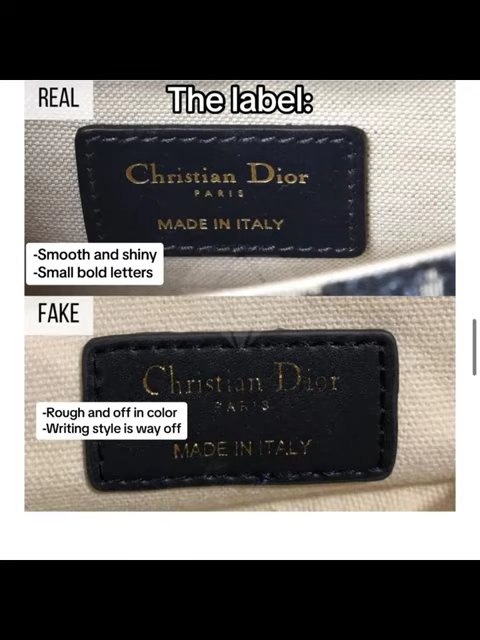 REAL
The label:
Christian Dior
PARIS
MADE IN ITALY
-Smooth and shiny
-Small bold letters
FAKE
Christian Dior
PARIS
MADE IN ITALY
-Rough and off in color
-Writing style is way off